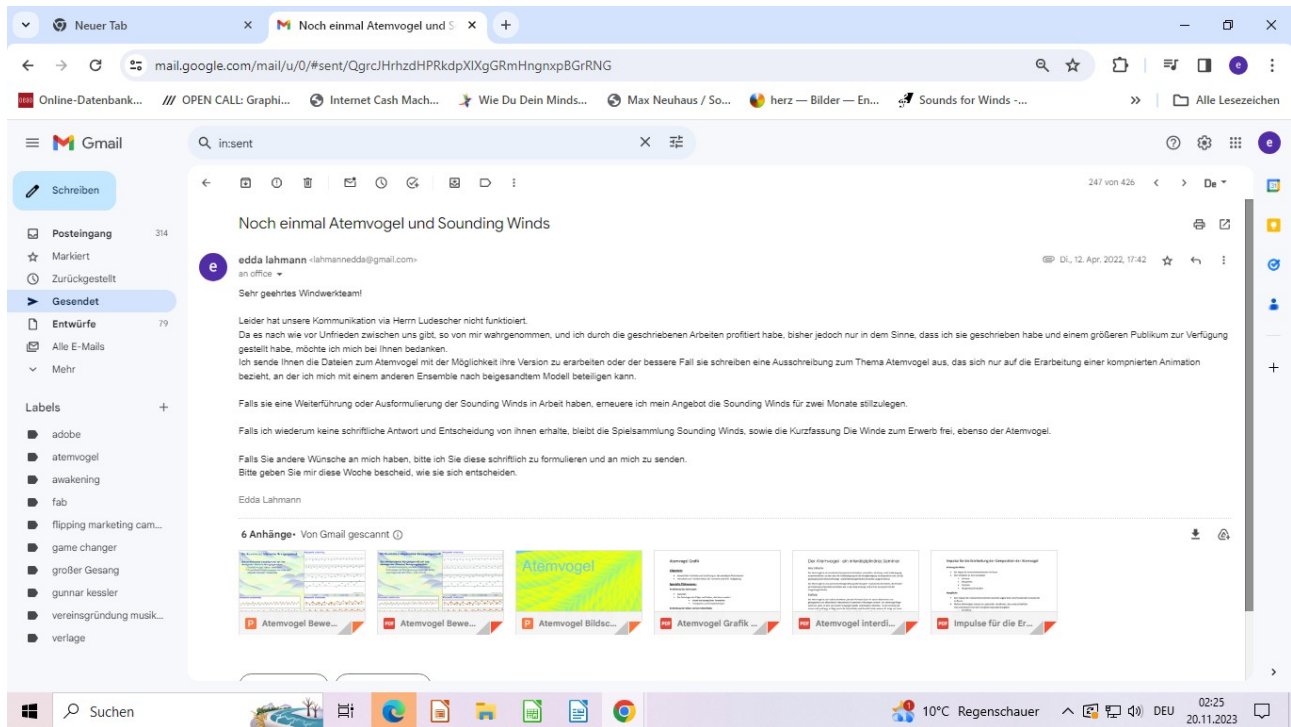 Neuer Tab
Noch einmal Atemvogel und S
mail.google.com/mail/u/0/#sent/QgrcJHrhzdHPRkdpXlXgGRmHngnxpBGrRNG
Online-Datenbank... OPEN CALL: Graphi... Internet Cash Mach... Wie Du Dein Minds... Max Neuhaus / So... herz — Bilder — En... Sounds for Winds -... » Alle Lesezeichen
Gmail
in:sent
e
Schreiben
247 von 426
De
Noch einmal Atemvogel und Sounding Winds
Posteingang 314
Markiert
Zurückgestellt
Gesendet
Entwürfe 79
Alle E-Mails
Mehr
Labels
adobe
atemvogel
awakening
fab
flipping marketing cam...
game changer
großer Gesang
gunnar kessler
vereinsgründung musik...
verlage
e
edda lahmann <lahmannedda@gmail.com>
Di., 12. Apr. 2022, 17:42
an office
Sehr geehrtes Windwerkteam!
Leider hat unsere Kommunikation via Herrn Ludescher nicht funktioiert.
Da es nach wie vor Unfrieden zwischen uns gibt, so von mir wahrgenommen, und ich durch die geschriebenen Arbeiten profitiert habe, bisher jedoch nur in dem Sinne, dass ich sie geschrieben habe und einem größeren Publikum zur Verfügung
gestellt habe, möchte ich mich bei Ihnen bedanken.
Ich sende Ihnen die Dateien zum Atemvogel mit der Möglichkeit ihre Version zu erarbeiten oder der bessere Fall sie schreiben eine Ausschreibung zum Thema Atemvogel aus, das sich nur auf die Erarbeitung einer komponierten Animation
bezieht, an der ich mich mit einem anderen Ensemble nach beigesandtem Modell beteiligen kann.
Falls sie eine Weiterführung oder Ausformulierung der Sounding Winds in Arbeit haben, erneuere ich mein Angebot die Sounding Winds für zwei Monate stillzulegen.
Falls ich wiederum keine schriftliche Antwort und Entscheidung von ihnen erhalte, bleibt die Spielsammlung Sounding Winds, sowie die Kurzfassung Die Winde zum Erwerb frei, ebenso der Atemvogel.
Falls Sie andere Wünsche an mich haben, bitte ich Sie diese schriftlich zu formulieren und an mich zu senden.
Bitte geben Sie mir diese Woche bescheid, wie sie sich entscheiden.
Edda Lahmann
6 Anhänge • Von Gmail gescannt
Atemvogel
Atemvogel Grafik
Der Atemvogel - ein interdisziplinäres Seminar
Atemvogel Bewe...
Atemvogel Bewe...
Atemvogel Bildsc...
Atemvogel Grafik ...
Atemvogel interdi...
Impulse für die Er...
Suchen
10°C Regenschauer
DEU
02:25
20.11.2023